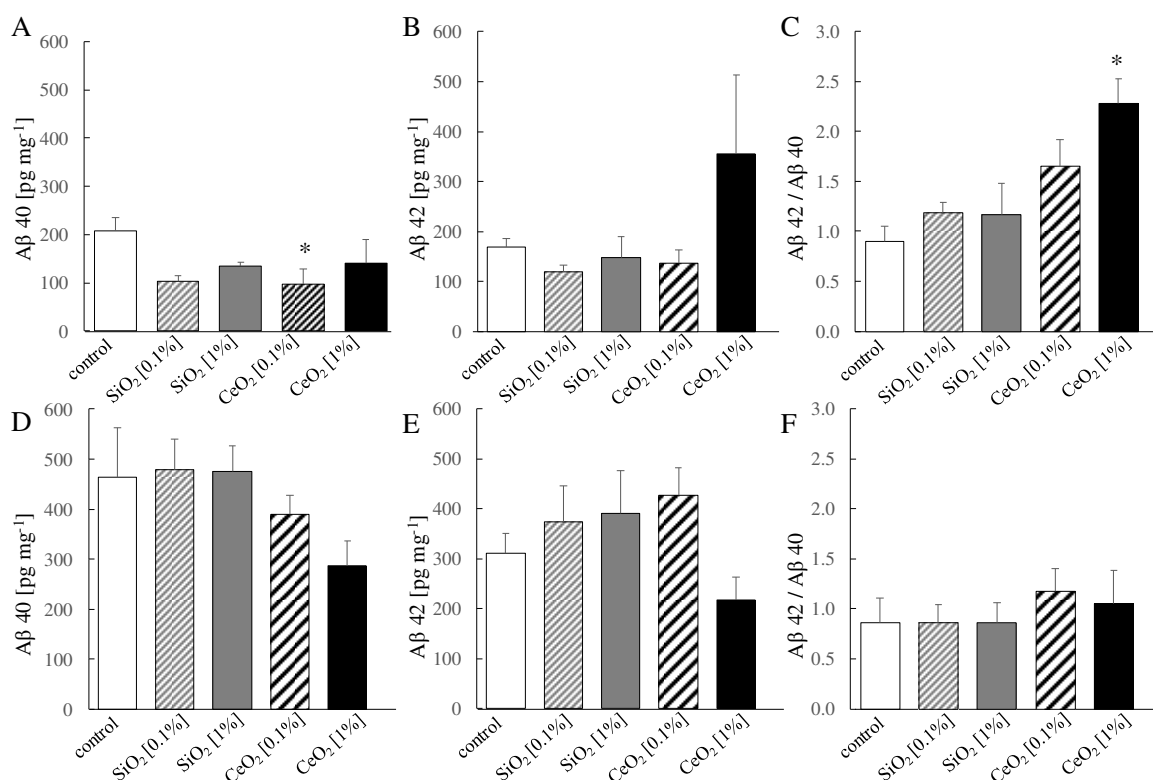 A
Aβ 40 [pg mg⁻¹]
600
500
400
300
200
100
0
*
control
SiO₂ [0.1%]
SiO₂ [1%]
CeO₂ [0.1%]
CeO₂ [1%]
B
Aβ 42 [pg mg⁻¹]
600
500
400
300
200
100
0
control
SiO₂ [0.1%]
SiO₂ [1%]
CeO₂ [0.1%]
CeO₂ [1%]
C
Aβ 42 / Aβ 40
3.0
2.5
2.0
1.5
1.0
0.5
0.0
*
control
SiO₂ [0.1%]
SiO₂ [1%]
CeO₂ [0.1%]
CeO₂ [1%]
D
Aβ 40 [pg mg⁻¹]
600
500
400
300
200
100
0
control
SiO₂ [0.1%]
SiO₂ [1%]
CeO₂ [0.1%]
CeO₂ [1%]
E
Aβ 42 [pg mg⁻¹]
600
500
400
300
200
100
0
control
SiO₂ [0.1%]
SiO₂ [1%]
CeO₂ [0.1%]
CeO₂ [1%]
F
Aβ 42 / Aβ 40
3.0
2.5
2.0
1.5
1.0
0.5
0.0
control
SiO₂ [0.1%]
SiO₂ [1%]
CeO₂ [0.1%]
CeO₂ [1%]